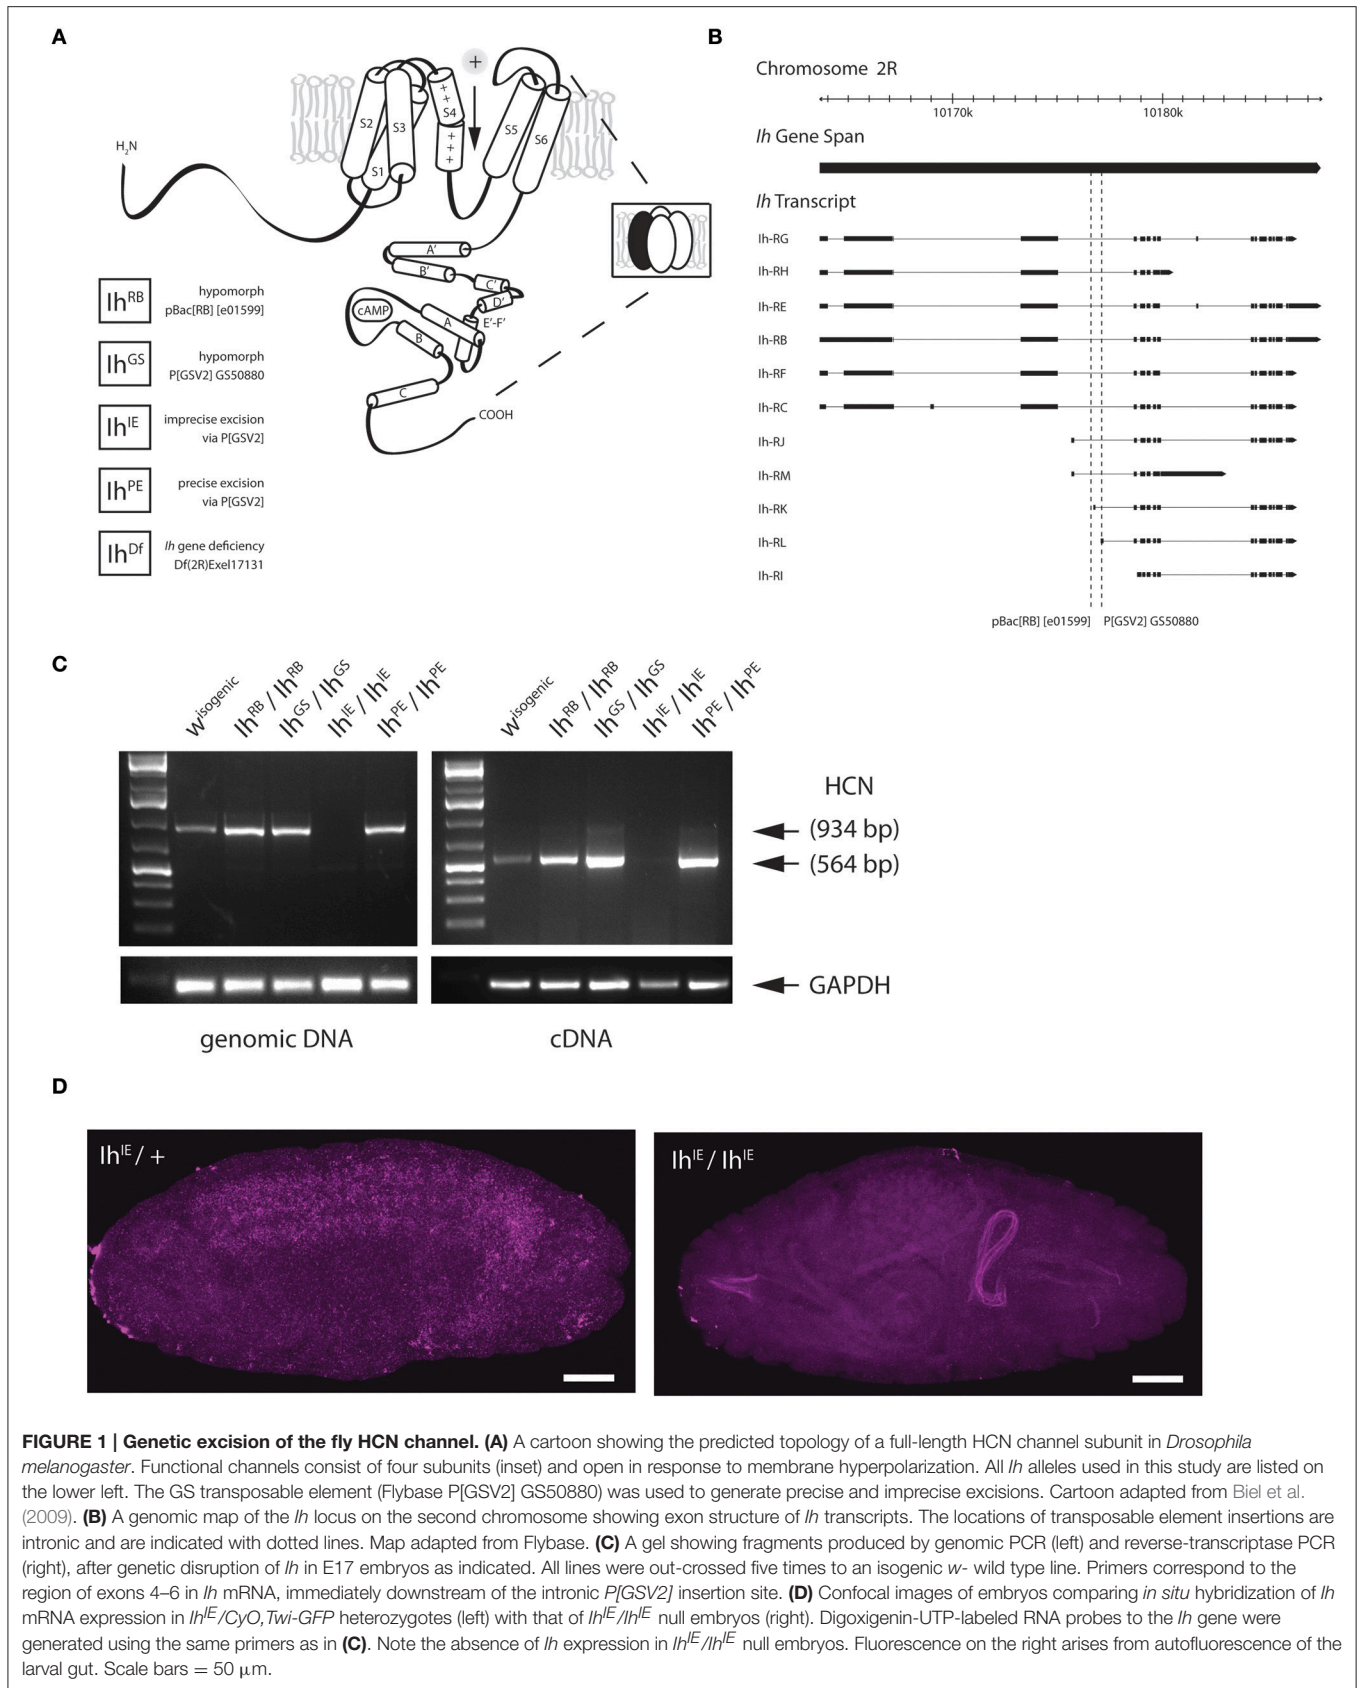 A
H2N
S2
S3
S1
+
+
S4
+
+
+
+
S5
S6
A'
B'
C'
D'
E'-F'
cAMP
A
B
C
COOH
Ih^RB
hypomorph
pBac[RB] [e01599]
Ih^GS
hypomorph
P[GSV2] GS50880
Ih^IE
imprecise excision
via P[GSV2]
Ih^PE
precise excision
via P[GSV2]
Ih^Df
Ih gene deficiency
Df(2R)Exel17131
B
Chromosome 2R
10170k
10180k
Ih Gene Span
Ih Transcript
Ih-RG
Ih-RH
Ih-RE
Ih-RB
Ih-RF
Ih-RC
Ih-RJ
Ih-RM
Ih-RK
Ih-RL
Ih-RI
pBac[RB] [e01599]
P[GSV2] GS50880
C
w^isogenic
Ih^RB / Ih^RB
Ih^GS / Ih^GS
Ih^IE / Ih^IE
Ih^PE / Ih^PE
w^isogenic
Ih^RB / Ih^RB
Ih^GS / Ih^GS
Ih^IE / Ih^IE
Ih^PE / Ih^PE
HCN
(934 bp)
(564 bp)
GAPDH
genomic DNA
cDNA
D
Ih^IE / +
Ih^IE / Ih^IE
FIGURE 1 | Genetic excision of the fly HCN channel. (A) A cartoon showing the predicted topology of a full-length HCN channel subunit in Drosophila
melanogaster. Functional channels consist of four subunits (inset) and open in response to membrane hyperpolarization. All Ih alleles used in this study are listed on
the lower left. The GS transposable element (Flybase P[GSV2] GS50880) was used to generate precise and imprecise excisions. Cartoon adapted from Biel et al.
(2009). (B) A genomic map of the Ih locus on the second chromosome showing exon structure of Ih transcripts. The locations of transposable element insertions are
intronic and are indicated with dotted lines. Map adapted from Flybase. (C) A gel showing fragments produced by genomic PCR (left) and reverse-transcriptase PCR
(right), after genetic disruption of Ih in E17 embryos as indicated. All lines were out-crossed five times to an isogenic w- wild type line. Primers correspond to the
region of exons 4–6 in Ih mRNA, immediately downstream of the intronic P[GSV2] insertion site. (D) Confocal images of embryos comparing in situ hybridization of Ih
mRNA expression in Ih^IE/CyO,Twi-GFP heterozygotes (left) with that of Ih^IE/Ih^IE null embryos (right). Digoxigenin-UTP-labeled RNA probes to the Ih gene were
generated using the same primers as in (C). Note the absence of Ih expression in Ih^IE/Ih^IE null embryos. Fluorescence on the right arises from autofluorescence of the
larval gut. Scale bars = 50 μm.